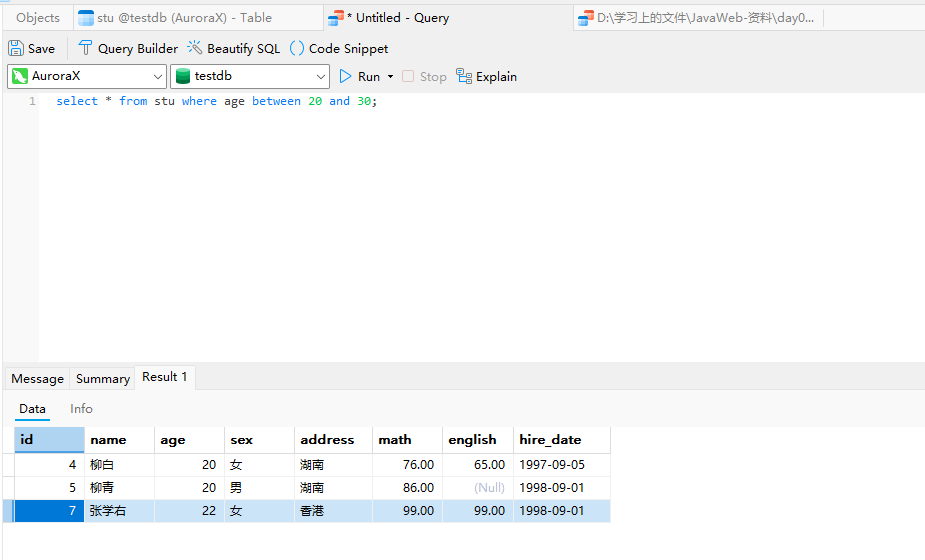 Objects stu @testdb (AuroraX) - Table * Untitled - Query D:\学习上的文件\JavaWeb-资料\day0...
Save Query Builder Beautify SQL Code Snippet
AuroraX testdb Run Stop Explain
1 select * from stu where age between 20 and 30;
Message Summary Result 1
Data Info
id name age sex address math english hire_date
4 柳白 20 女 湖南 76.00 65.00 1997-09-05
5 柳青 20 男 湖南 86.00 (Null) 1998-09-01
7 张学右 22 女 香港 99.00 99.00 1998-09-01